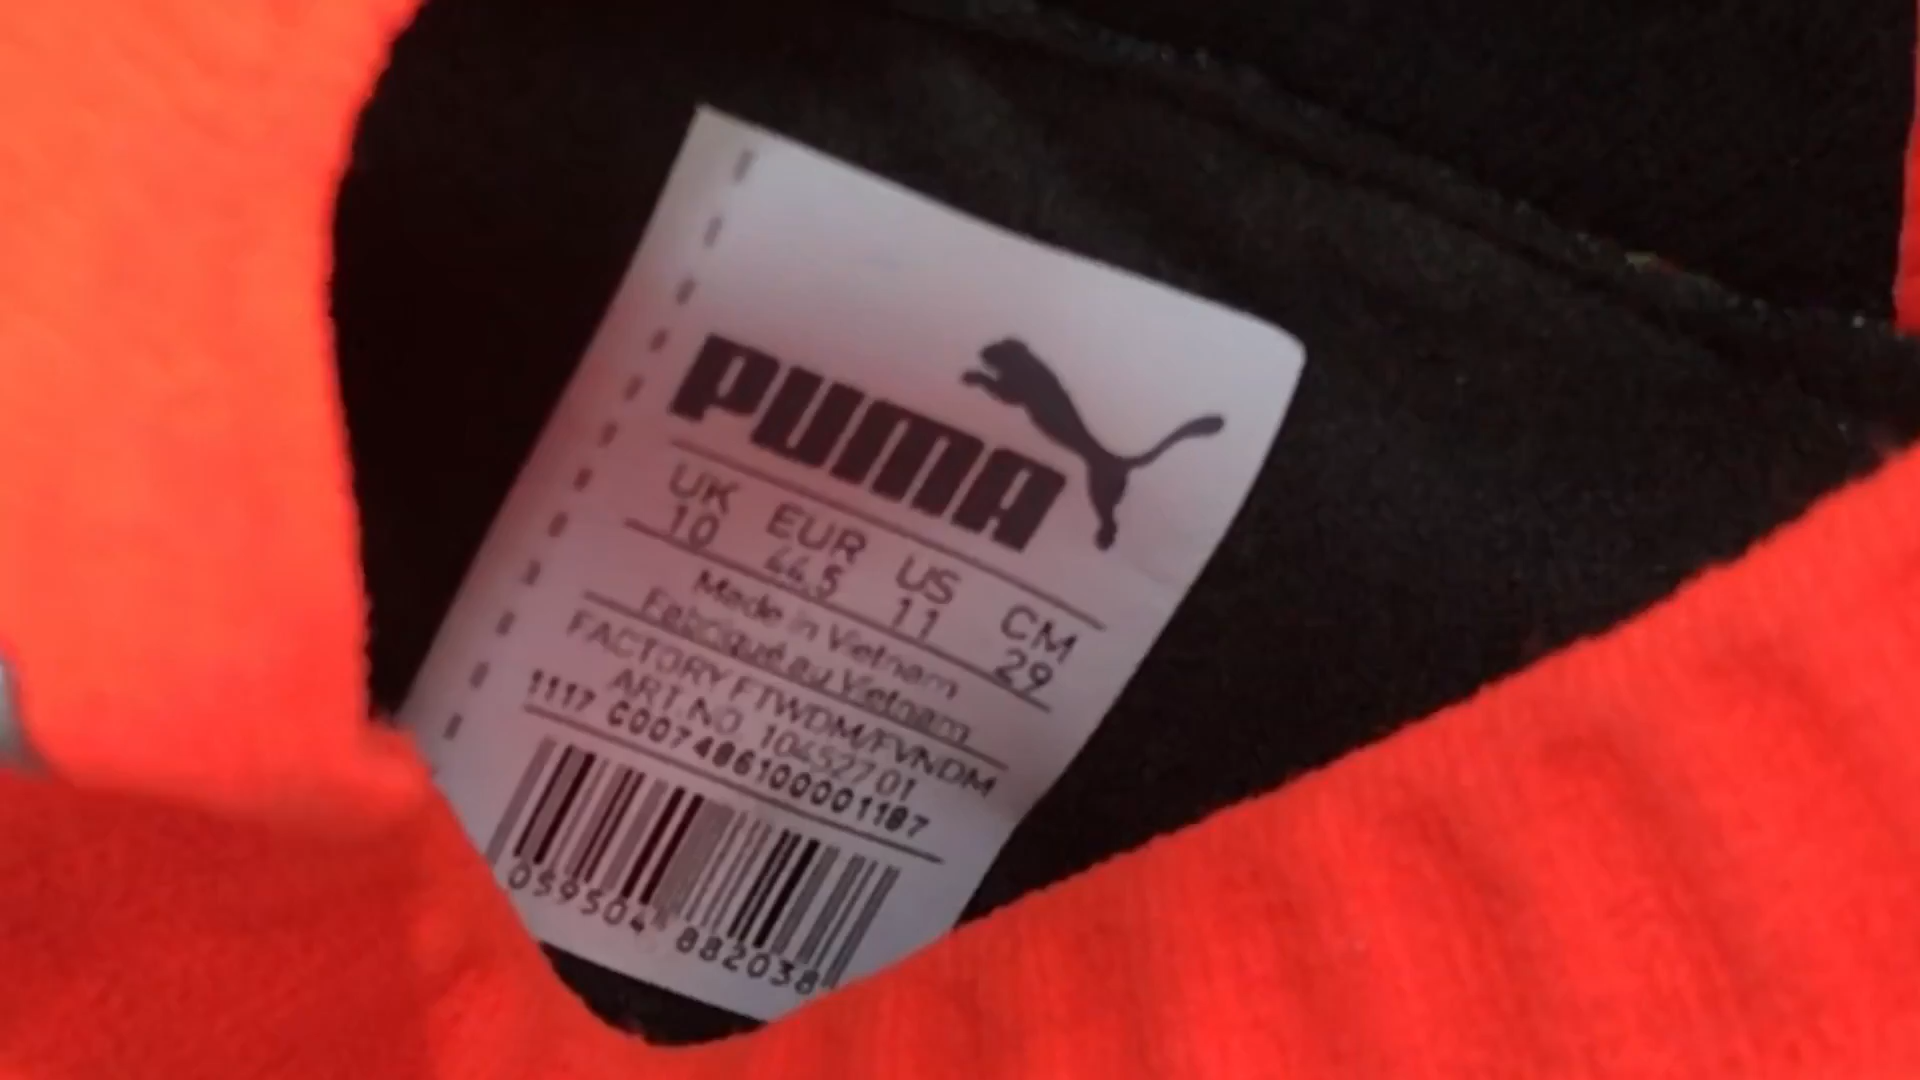 PUMA
UK EUR US CM
10 44.5 11 29
Made in Vietnam
Fabriqué au Vietnam
FACTORY FTWDM/FVNDM
ART.NO. 104527 01
1117 C007486100001187
059504 882038